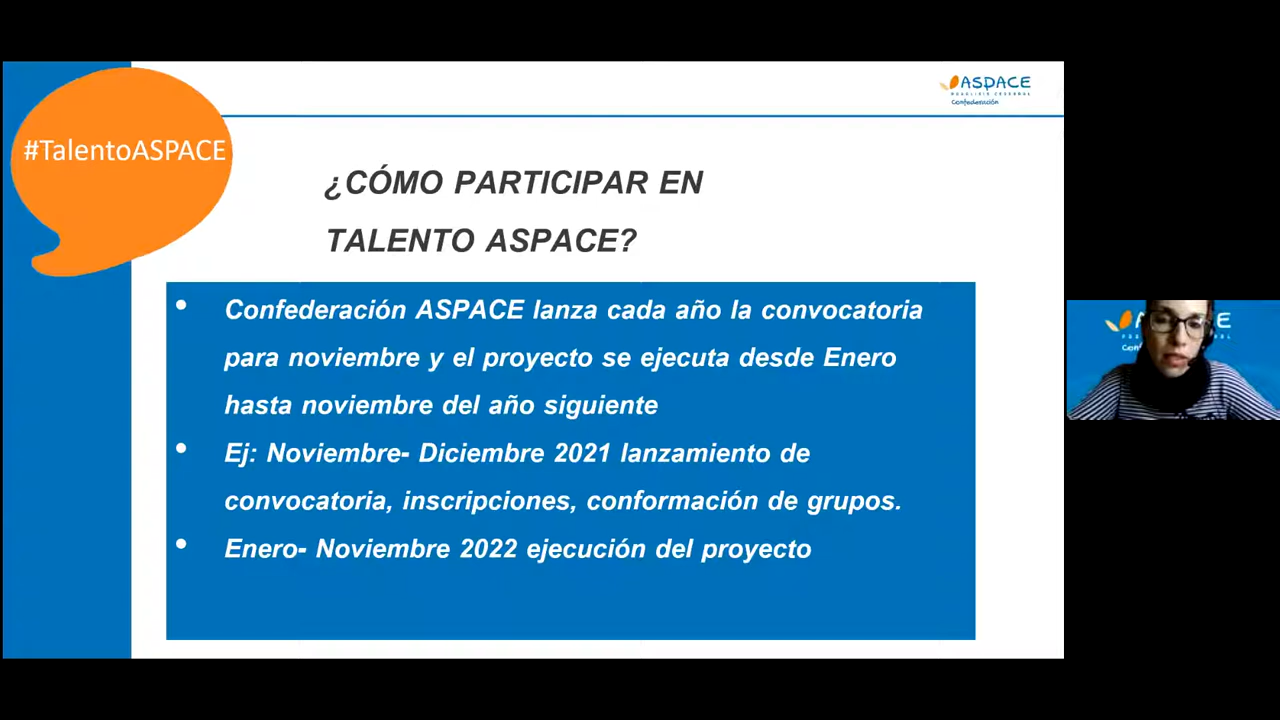 #TalentoASPACE
ASPACE
Confederación
¿CÓMO PARTICIPAR EN
TALENTO ASPACE?
• Confederación ASPACE lanza cada año la convocatoria
para noviembre y el proyecto se ejecuta desde Enero
hasta noviembre del año siguiente
• Ej: Noviembre- Diciembre 2021 lanzamiento de
convocatoria, inscripciones, conformación de grupos.
• Enero- Noviembre 2022 ejecución del proyecto